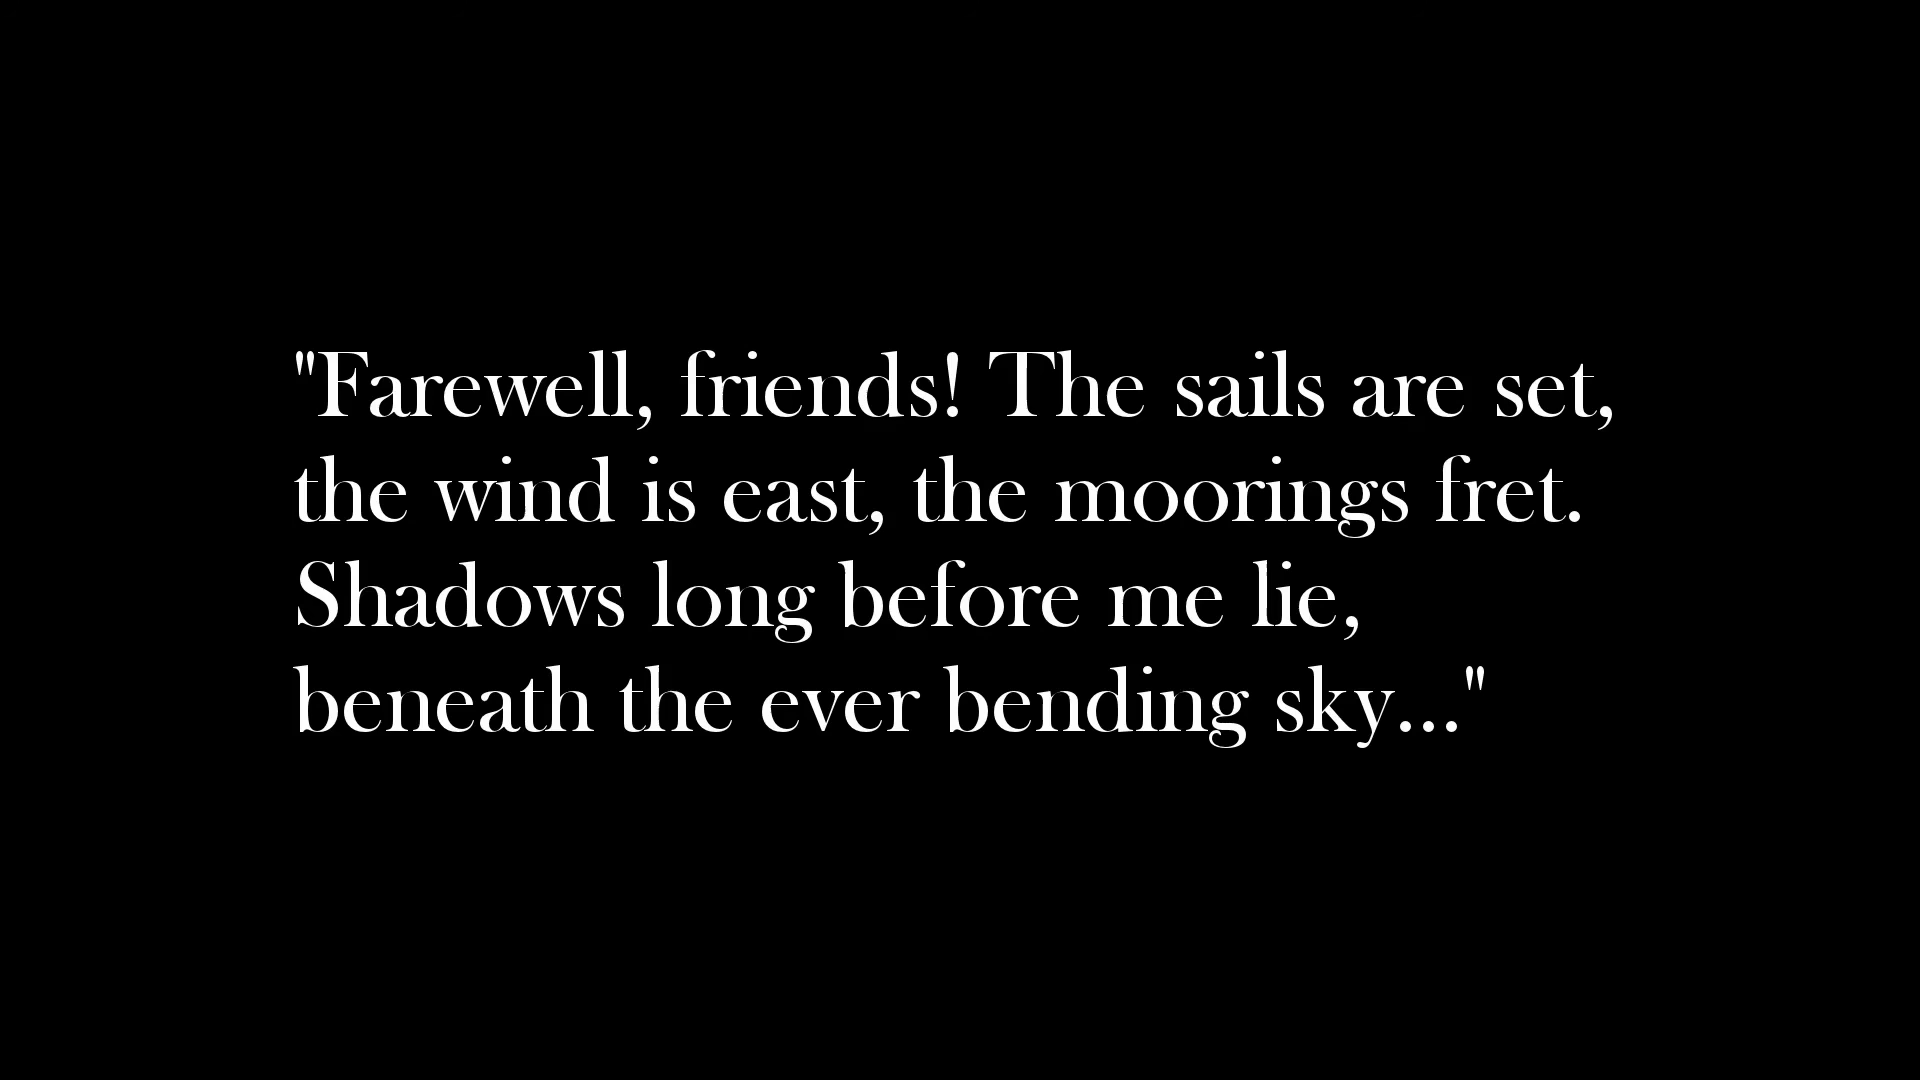 "Farewell, friends! The sails are set,
the wind is east, the moorings fret.
Shadows long before me lie,
beneath the ever bending sky..."